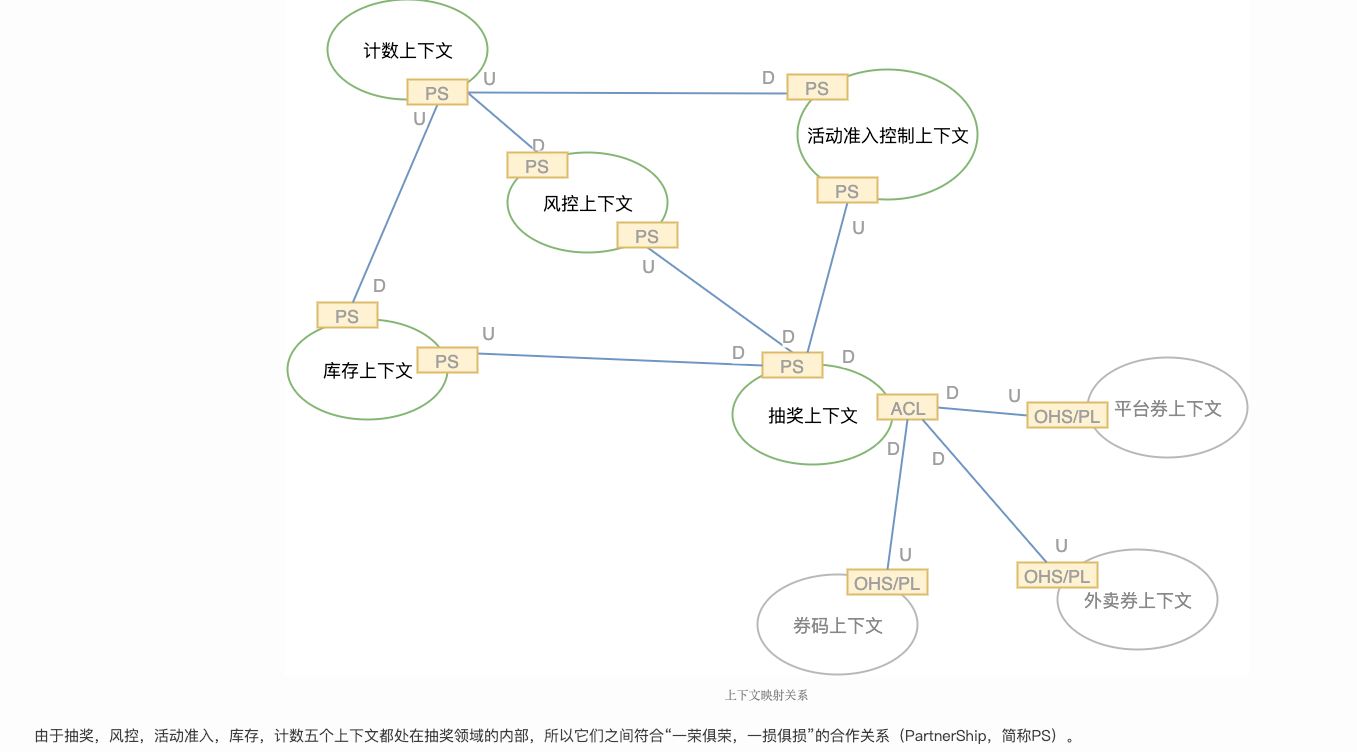 计数上下文
U
D
PS
PS
U
D
活动准入控制上下文
PS
PS
风控上下文
U
PS
U
D
PS
D
U
D
D
库存上下文
PS
PS
抽奖上下文
ACL
D
U
OHS/PL
平台券上下文
D
D
U
U
OHS/PL
OHS/PL
券码上下文
外卖券上下文
上下文映射关系
由于抽奖，风控，活动准入，库存，计数五个上下文都处在抽奖领域的内部，所以它们之间符合“一荣俱荣，一损俱损”的合作关系（PartnerShip，简称PS）。